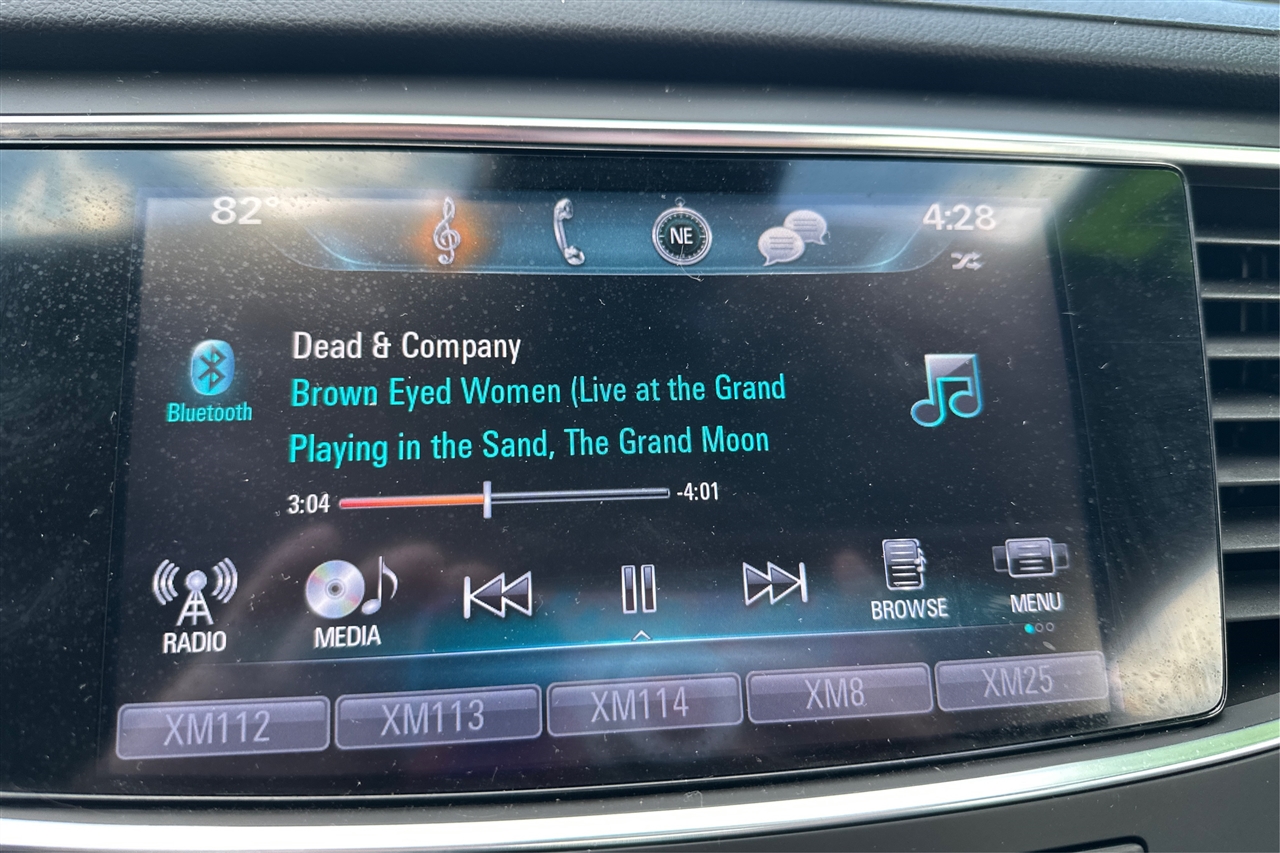 82°
NE
4:28
Bluetooth
Dead & Company
Brown Eyed Women (Live at the Grand
Playing in the Sand, The Grand Moon
3:04
-4:01
RADIO
MEDIA
BROWSE
MENU
XM112
XM113
XM114
XM8
XM25